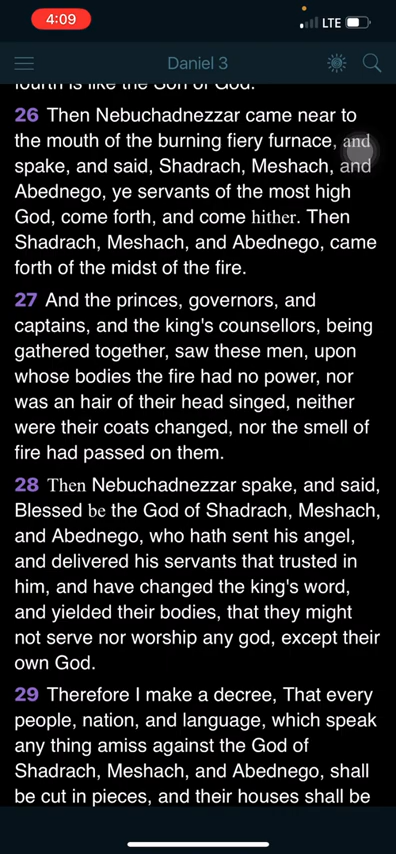 4:09
LTE
Daniel 3
fourth is like the Son of God.
26 Then Nebuchadnezzar came near to
the mouth of the burning fiery furnace, and
spake, and said, Shadrach, Meshach, and
Abednego, ye servants of the most high
God, come forth, and come hither. Then
Shadrach, Meshach, and Abednego, came
forth of the midst of the fire.
27 And the princes, governors, and
captains, and the king's counsellors, being
gathered together, saw these men, upon
whose bodies the fire had no power, nor
was an hair of their head singed, neither
were their coats changed, nor the smell of
fire had passed on them.
28 Then Nebuchadnezzar spake, and said,
Blessed be the God of Shadrach, Meshach,
and Abednego, who hath sent his angel,
and delivered his servants that trusted in
him, and have changed the king's word,
and yielded their bodies, that they might
not serve nor worship any god, except their
own God.
29 Therefore I make a decree, That every
people, nation, and language, which speak
any thing amiss against the God of
Shadrach, Meshach, and Abednego, shall
be cut in pieces, and their houses shall be